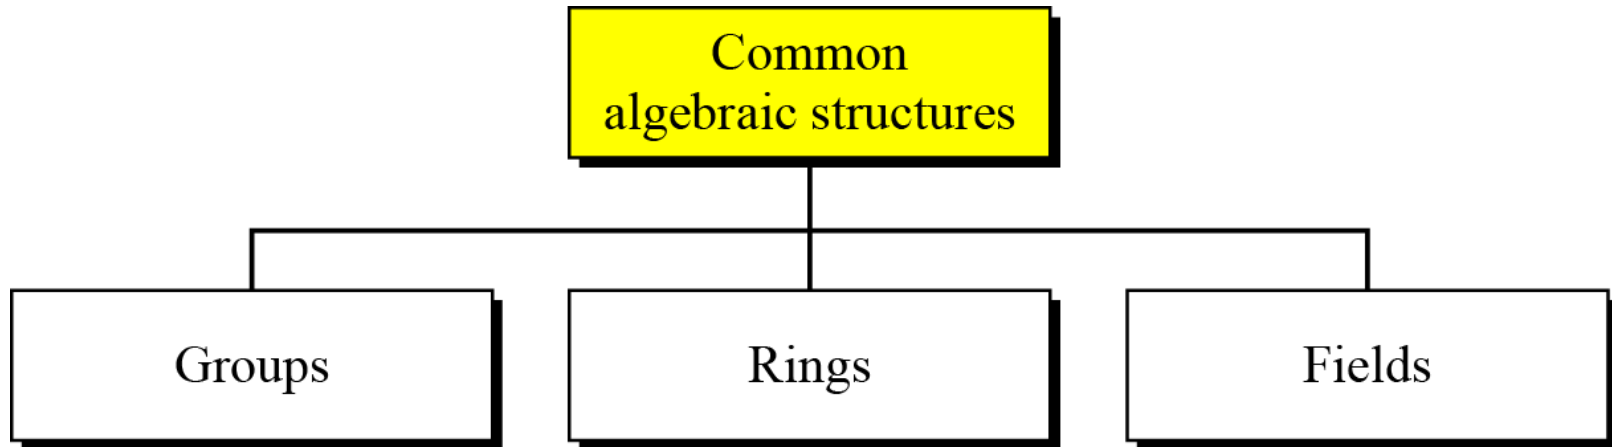 Common
algebraic structures
Groups
Rings
Fields